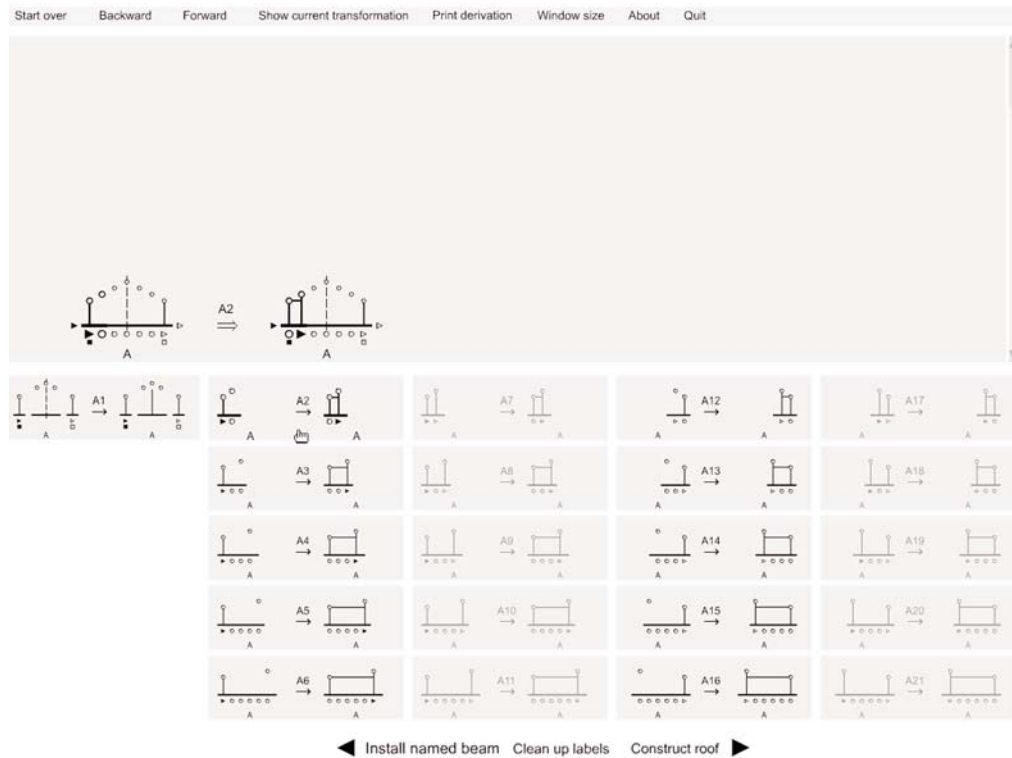 Start over Backward Forward Show current transformation Print derivation Window size About Quit
A2
A A
A1 A2 A7 A12 A17
A A A A A A A A A A
A3 A8 A13 A18
A A A A A A A A
A4 A9 A14 A19
A A A A A A A A
A5 A10 A15 A20
A A A A A A A A
A6 A11 A16 A21
A A A A A A A A
Install named beam Clean up labels Construct roof